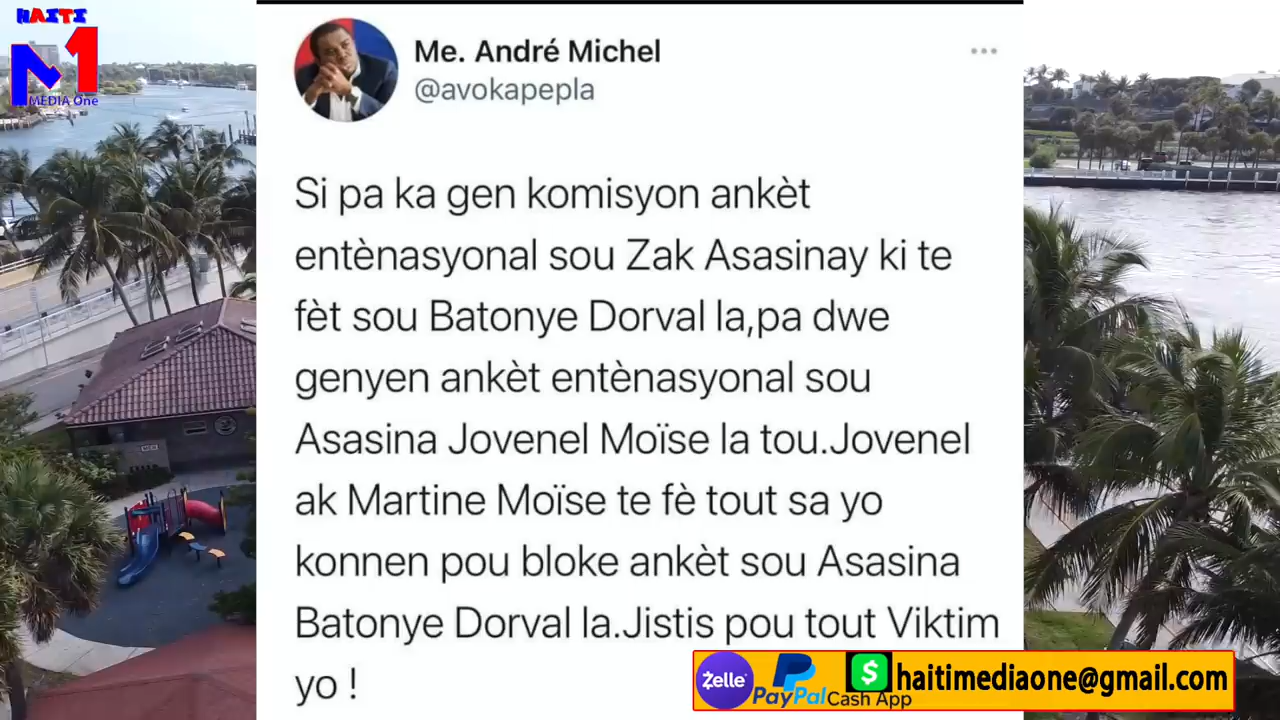 HAITI
M1
MEDIA One
Me. André Michel
@avokapepla
Si pa ka gen komisyon ankèt
entènasyonal sou Zak Asasinay ki te
fèt sou Batonye Dorval la,pa dwe
genyen ankèt entènasyonal sou
Asasina Jovenel Moïse la tou.Jovenel
ak Martine Moïse te fè tout sa yo
konnen pou bloke ankèt sou Asasina
Batonye Dorval la.Jistis pou tout Viktim
yo !
Zelle
PayPal
$
Cash App
haitimediaone@gmail.com